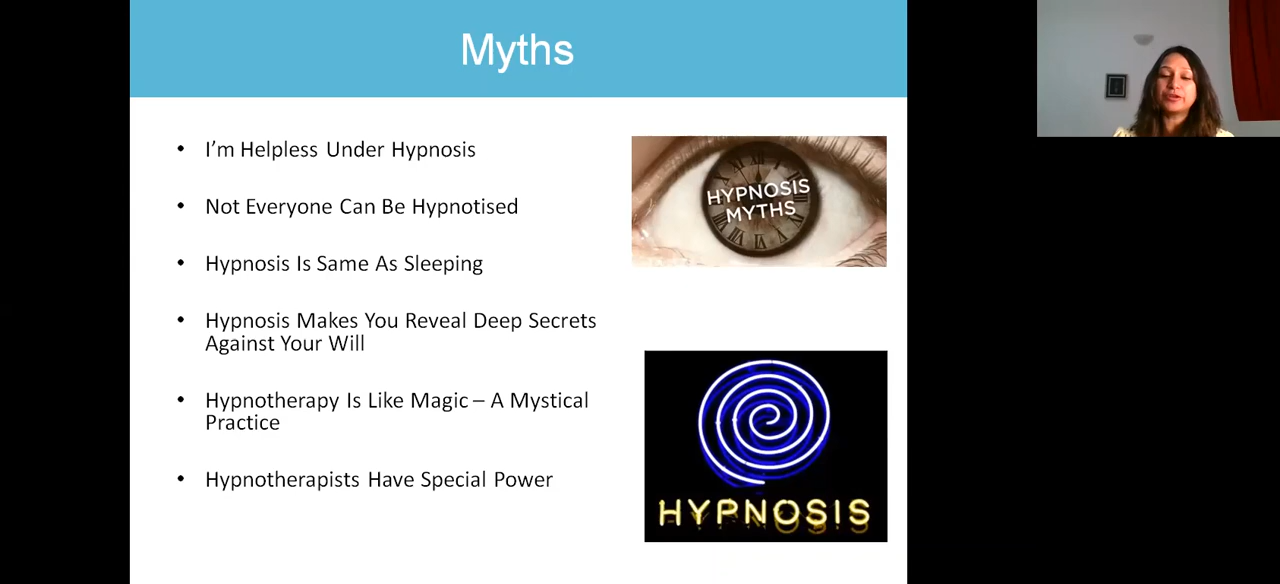 Myths
I'm Helpless Under Hypnosis
Not Everyone Can Be Hypnotised
Hypnosis Is Same As Sleeping
Hypnosis Makes You Reveal Deep Secrets
Against Your Will
Hypnotherapy Is Like Magic – A Mystical
Practice
Hypnotherapists Have Special Power
HYPNOSIS
MYTHS
HYPNOSIS